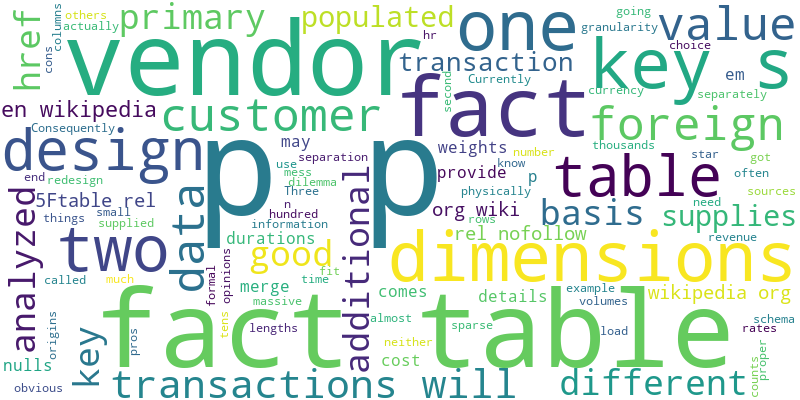 others
actually
columns
cons
href
primary
vendor
populated
hr
one
transaction
Currently
second
going
granularity
choice
value
em
key s
currency
separately
en wikipedia
Consequently
customer
fact
foreign
thousands
design
p p
may
separation
weights
know
number
star
often
got
end
redesign
use
mess
dilemma
provide
p
physically
table
need
sources
analyzed
5Ftable rel
data
Three
n
hundred
information
additional
org wiki
rows
basis
supplies
things
small
supplied
two
called
much
durations
good
formal
opinions
fit
time
rel nofollow
revenue
dimensions
merge
massive
comes
details
example
volumes
wikipedia org
origins
pros
key
fact table
tens
lengths
almost
neither
sparse
load
schema
rates
nulls
cost
obvious
transactions will
different
counts
proper